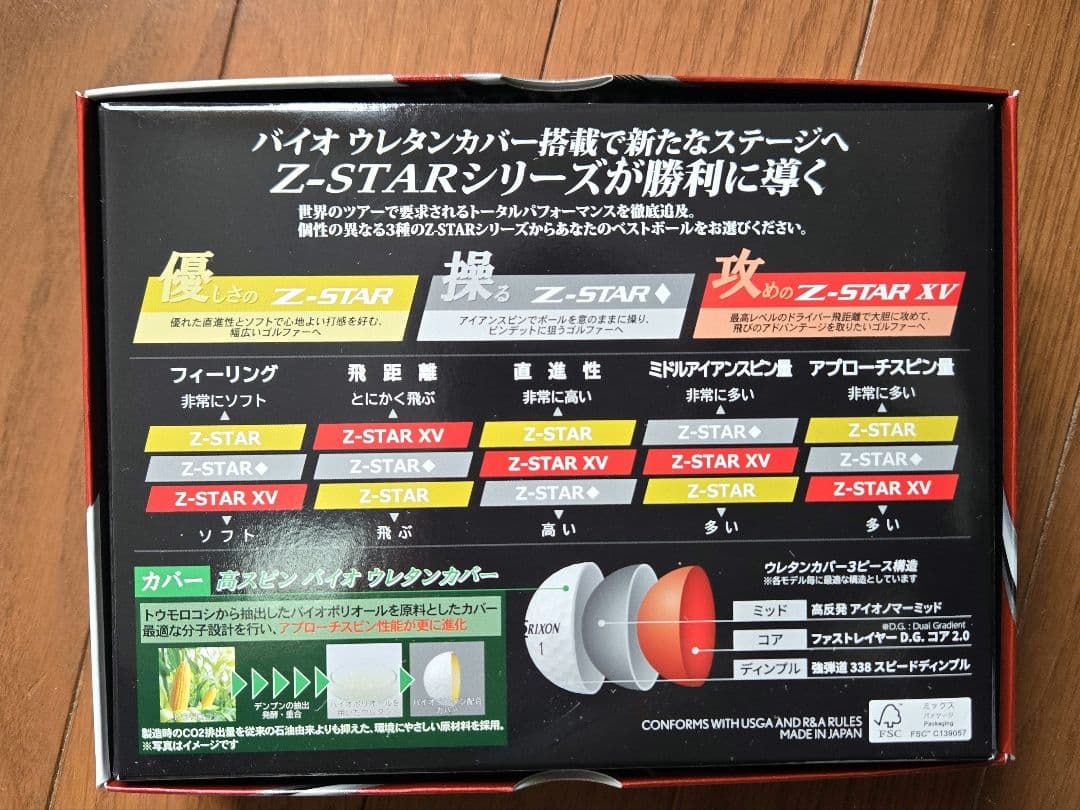 バイオ ウレタンカバー搭載で新たなステージへ
Z-STARシリーズが勝利に導く
世界のツアーで要求されるトータルパフォーマンスを徹底追及。
個性の異なる3種のZ-STARシリーズからあなたのベストボールをお選びください。
優しさの Z-STAR
優れた直進性とソフトで心地よい打感を好む、
幅広いゴルファーへ
操る Z-STAR♦
アイアンスピンでボールを意のままに操り、
ピンデットに狙うゴルファーへ
攻めの Z-STAR XV
最高レベルのドライバー飛距離で大胆に攻めて、
飛びのアドバンテージを取りたいゴルファーへ
フィーリング 飛距離 直進性 ミドルアイアンスピン量 アプローチスピン量
非常にソフト とにかく飛ぶ 非常に高い 非常に多い 非常に多い
Z-STAR Z-STAR XV Z-STAR Z-STAR♦ Z-STAR
Z-STAR♦ Z-STAR♦ Z-STAR XV Z-STAR XV Z-STAR♦
Z-STAR XV Z-STAR Z-STAR♦ Z-STAR Z-STAR XV
ソフト 飛ぶ 高い 多い 多い
カバー 高スピン バイオ ウレタンカバー
トウモロコシから抽出したバイオポリオールを原料としたカバー
最適な分子設計を行い、アプローチスピン性能が更に進化
デンプンの抽出
発酵・重合
バイオポリオールを
カバー
製造時のCO2排出量を従来の石油由来よりも抑えた、環境にやさしい原材料を採用。
※写真はイメージです
ウレタンカバー3ピース構造
※各モデル毎に最適な構造としています
SRIXON
1
ミッド 高反発 アイオノマーミッド
※D.G. : Dual Gradient
コア ファストレイヤー D.G. コア 2.0
ディンプル 強弾道 338 スピードディンプル
CONFORMS WITH USGA AND R&A RULES
MADE IN JAPAN
FSC
ミックス
パッケージ
Packaging
FSC™ C139057